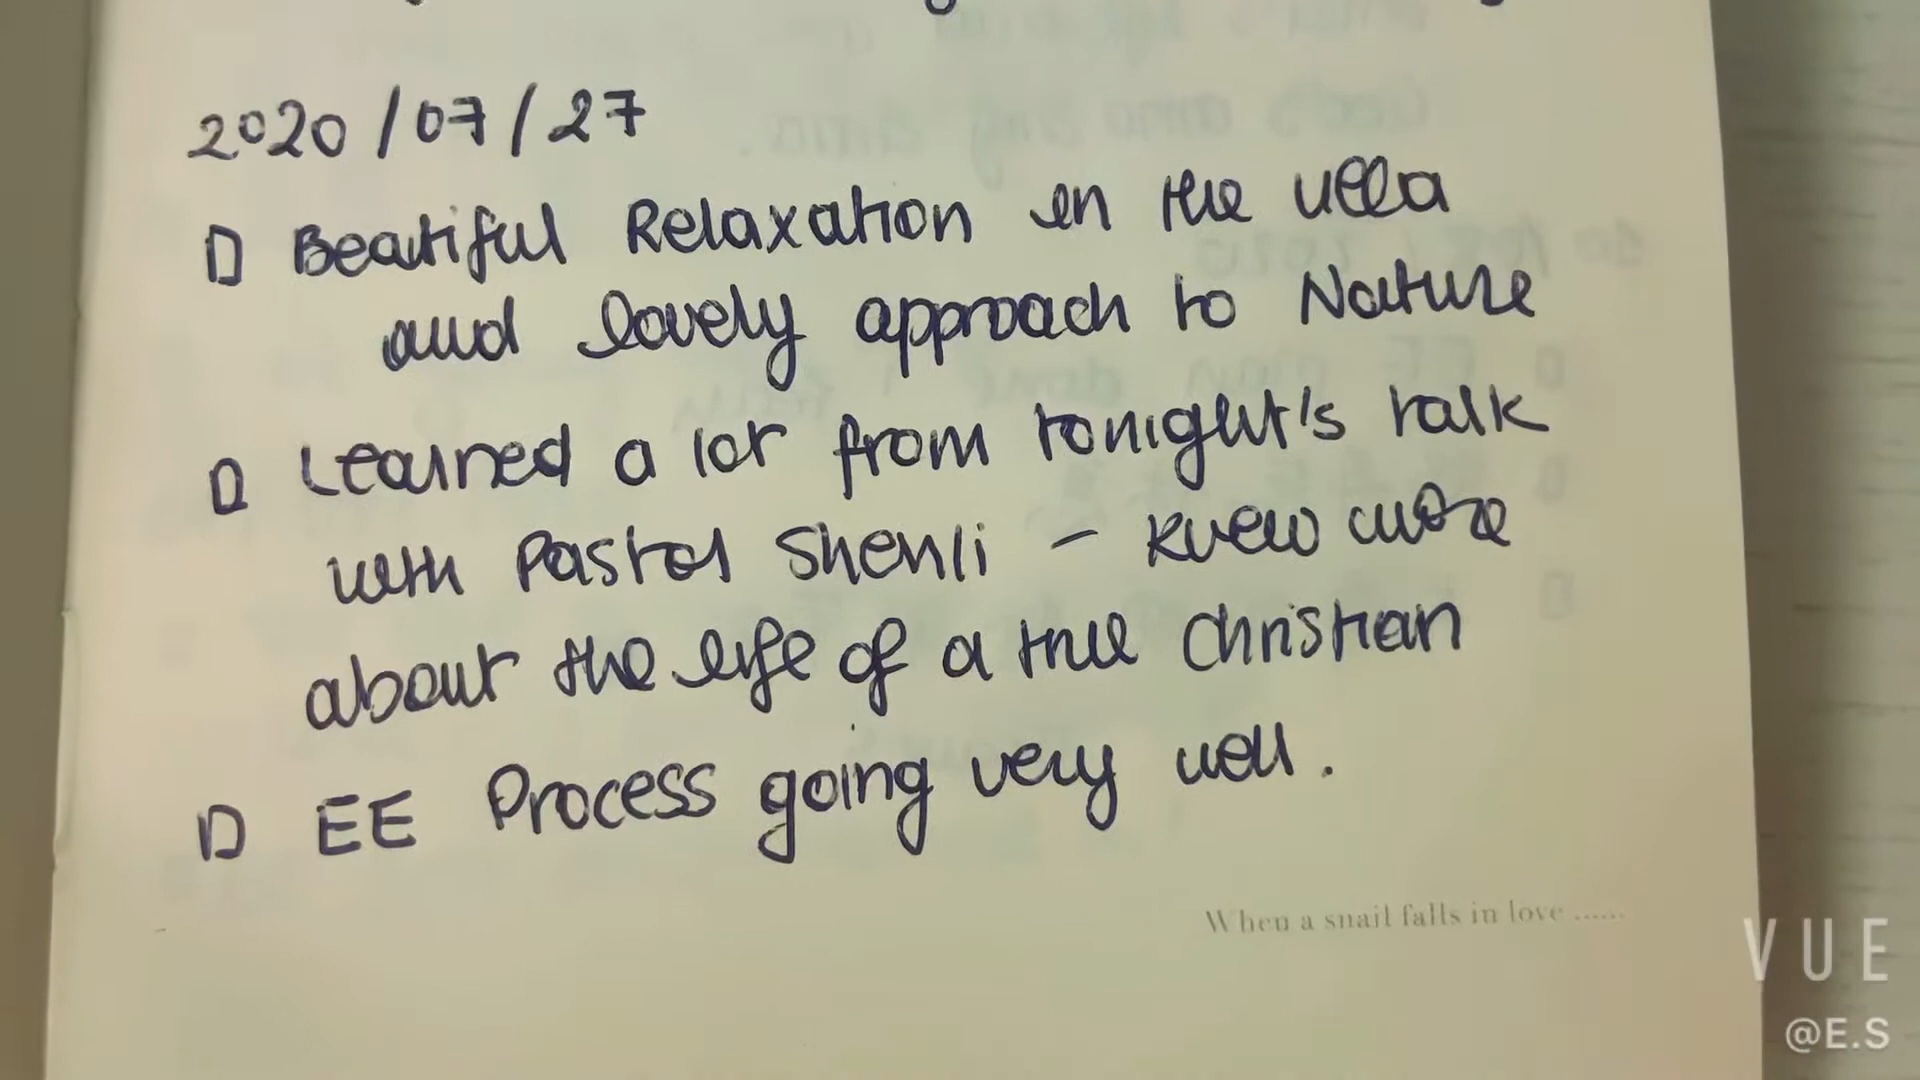 2020/07/27
Beautiful Relaxation in the villa
and lovely approach to Nature
Learned a lot from tonight's talk
with Pastor Shenli – knew more
about the life of a true Christian
EE Process going very well.
When a snail falls in love ......
VUE
@E.S